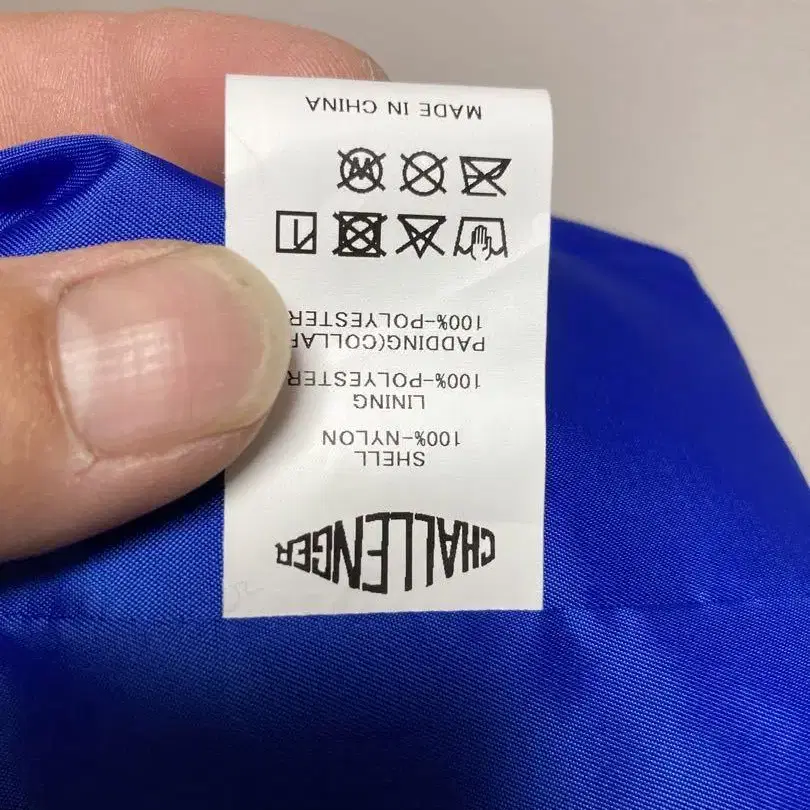 CHALLENGER
SHELL
100%-NYLON
LINING
100%-POLYESTER
PADDING(COLLAR
100%-POLYESTER
MADE IN CHINA